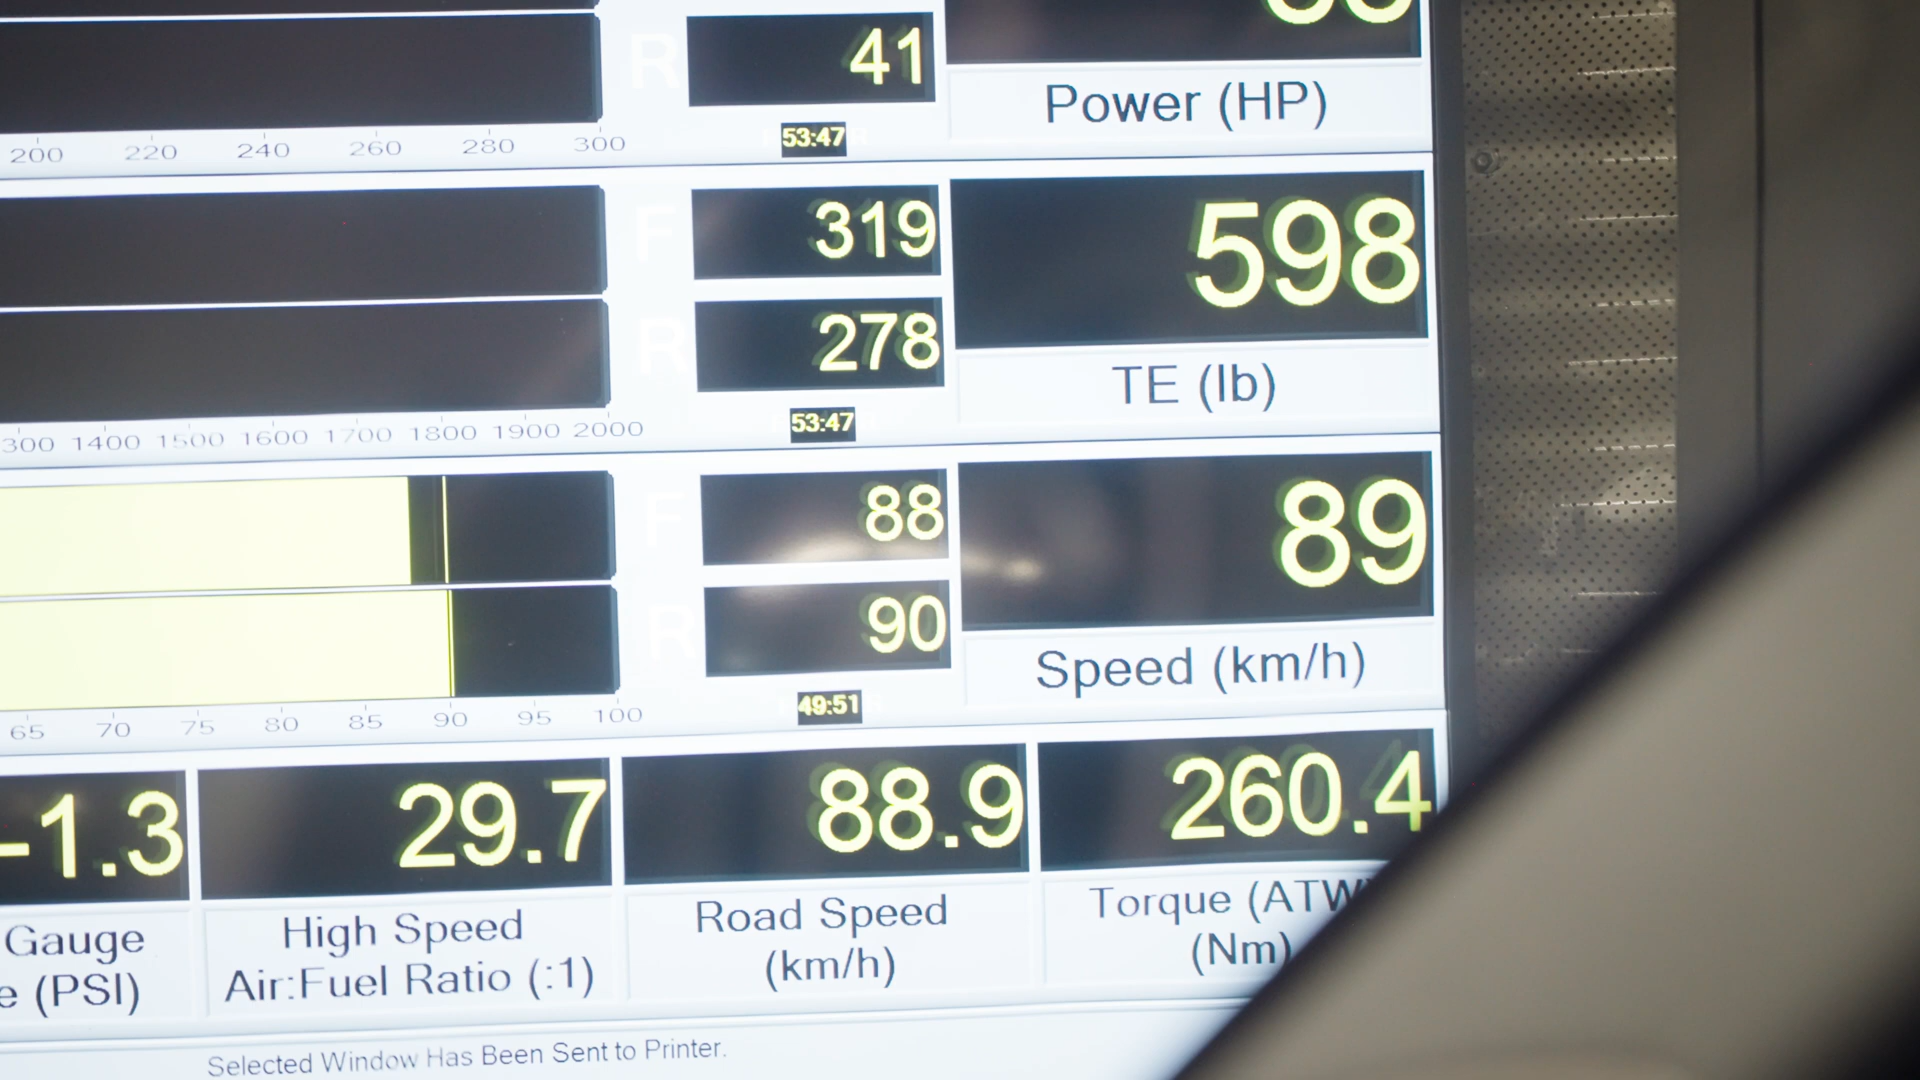 R 41
Power (HP)
200 220 240 260 280 300 53:47
F 319 598
R 278
TE (lb)
300 1400 1500 1600 1700 1800 1900 2000 53:47
F 88 89
R 90
Speed (km/h)
65 70 75 80 85 90 95 100 49:51
-1.3 29.7 88.9 260.4
Gauge High Speed Road Speed Torque (ATW
(PSI) Air:Fuel Ratio (:1) (km/h) (Nm)
Selected Window Has Been Sent to Printer.